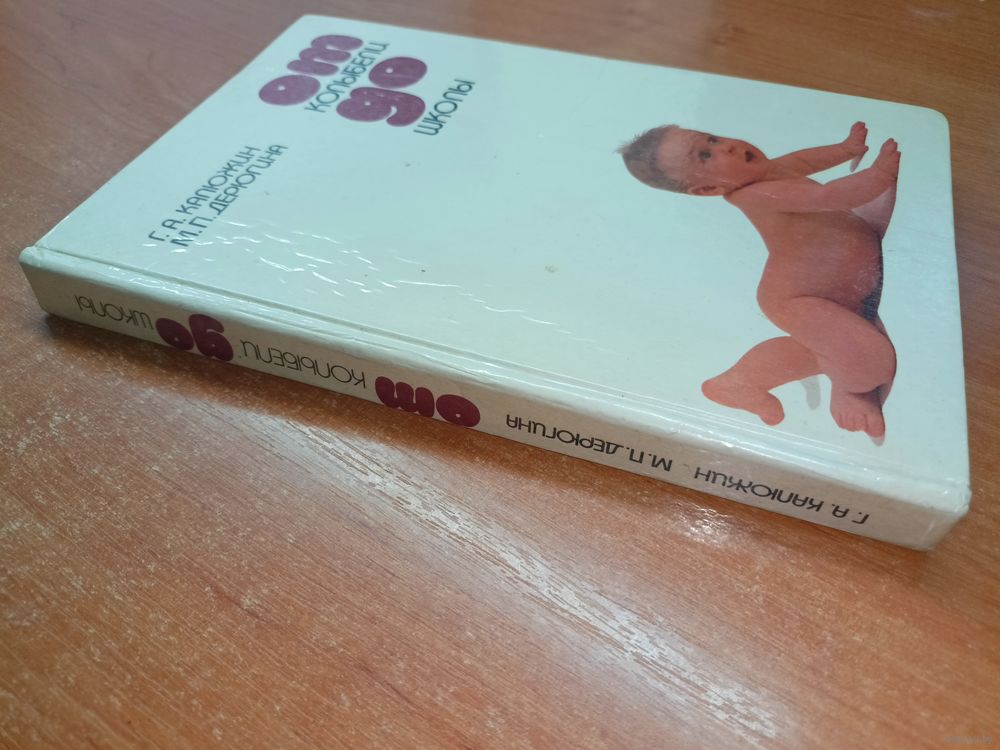 Г. А. КАЛЮЖИН
М. П. ДЕРЮГИНА
от
КОЛЫБЕЛИ
до
ШКОЛЫ
Г. А. КАЛЮЖИН М. П. ДЕРЮГИНА от КОЛЫБЕЛИ до ШКОЛЫ